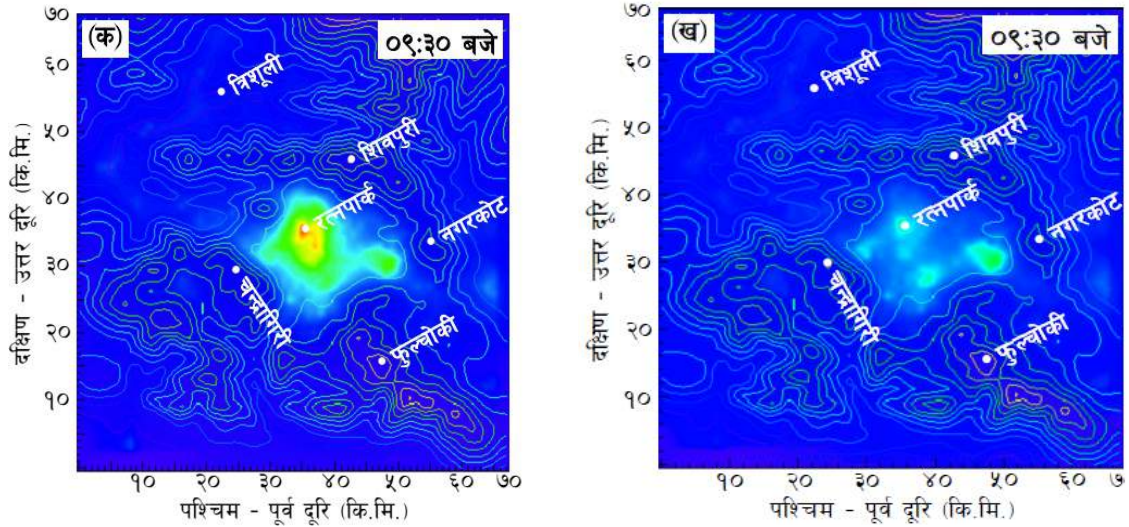 (क)
०९:३० बजे
७०
६०
५०
४०
३०
२०
१०
दक्षिण - उत्तर दूरि (कि.मि.)
त्रिशूली
शिवपुरी
रत्नपार्क
नगरकोट
चन्द्रागिरी
फुल्चोकी
१० २० ३० ४० ५० ६० ७०
पश्चिम - पूर्व दूरि (कि.मि.)
(ख)
०९:३० बजे
७०
६०
५०
४०
३०
२०
१०
दक्षिण - उत्तर दूरि (कि.मि.)
त्रिशूली
शिवपुरी
रत्नपार्क
नगरकोट
चन्द्रागिरी
फुल्चोकी
१० २० ३० ४० ५० ६० ७०
पश्चिम - पूर्व दूरि (कि.मि.)